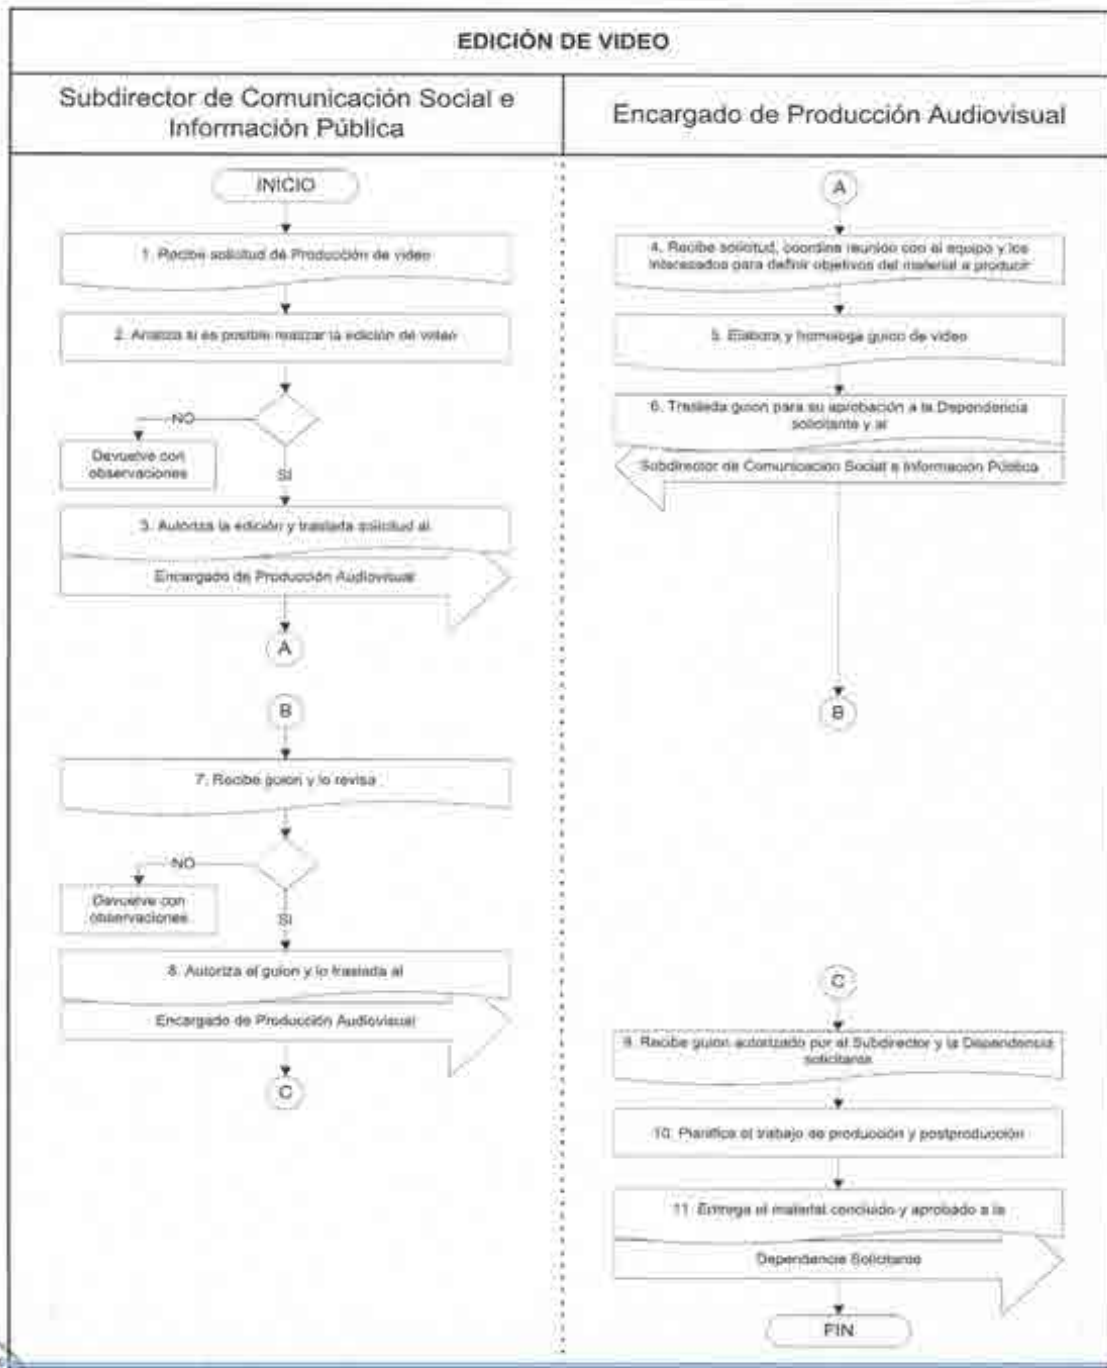 EDICIÓN DE VIDEO
Subdirector de Comunicación Social e
Información Pública
INICIO
1. Recibe solicitud de Producción de video
2. Analiza si es posible realizar la edición de video
NO
Devuelve con
observaciones
SI
3. Autoriza la edición y traslada solicitud al
Encargado de Producción Audiovisual
A
B
7. Recibe guion y lo revisa
NO
Devuelve con
observaciones
SI
8. Autoriza el guion y lo traslada al
Encargado de Producción Audiovisual
C
Encargado de Producción Audiovisual
A
4. Recibe solicitud, coordina reunión con el equipo y los
interesados para definir objetivos del material a producir
5. Elabora y homologa guion de video
6. Traslada guion para su aprobación a la Dependencia
solicitante y al
Subdirector de Comunicación Social e Información Pública
B
C
9. Recibe guion autorizado por el Subdirector y la Dependencia
solicitante
10. Planifica el trabajo de producción y postproducción
11. Entrega el material concluido y aprobado a la
Dependencia Solicitante
FIN